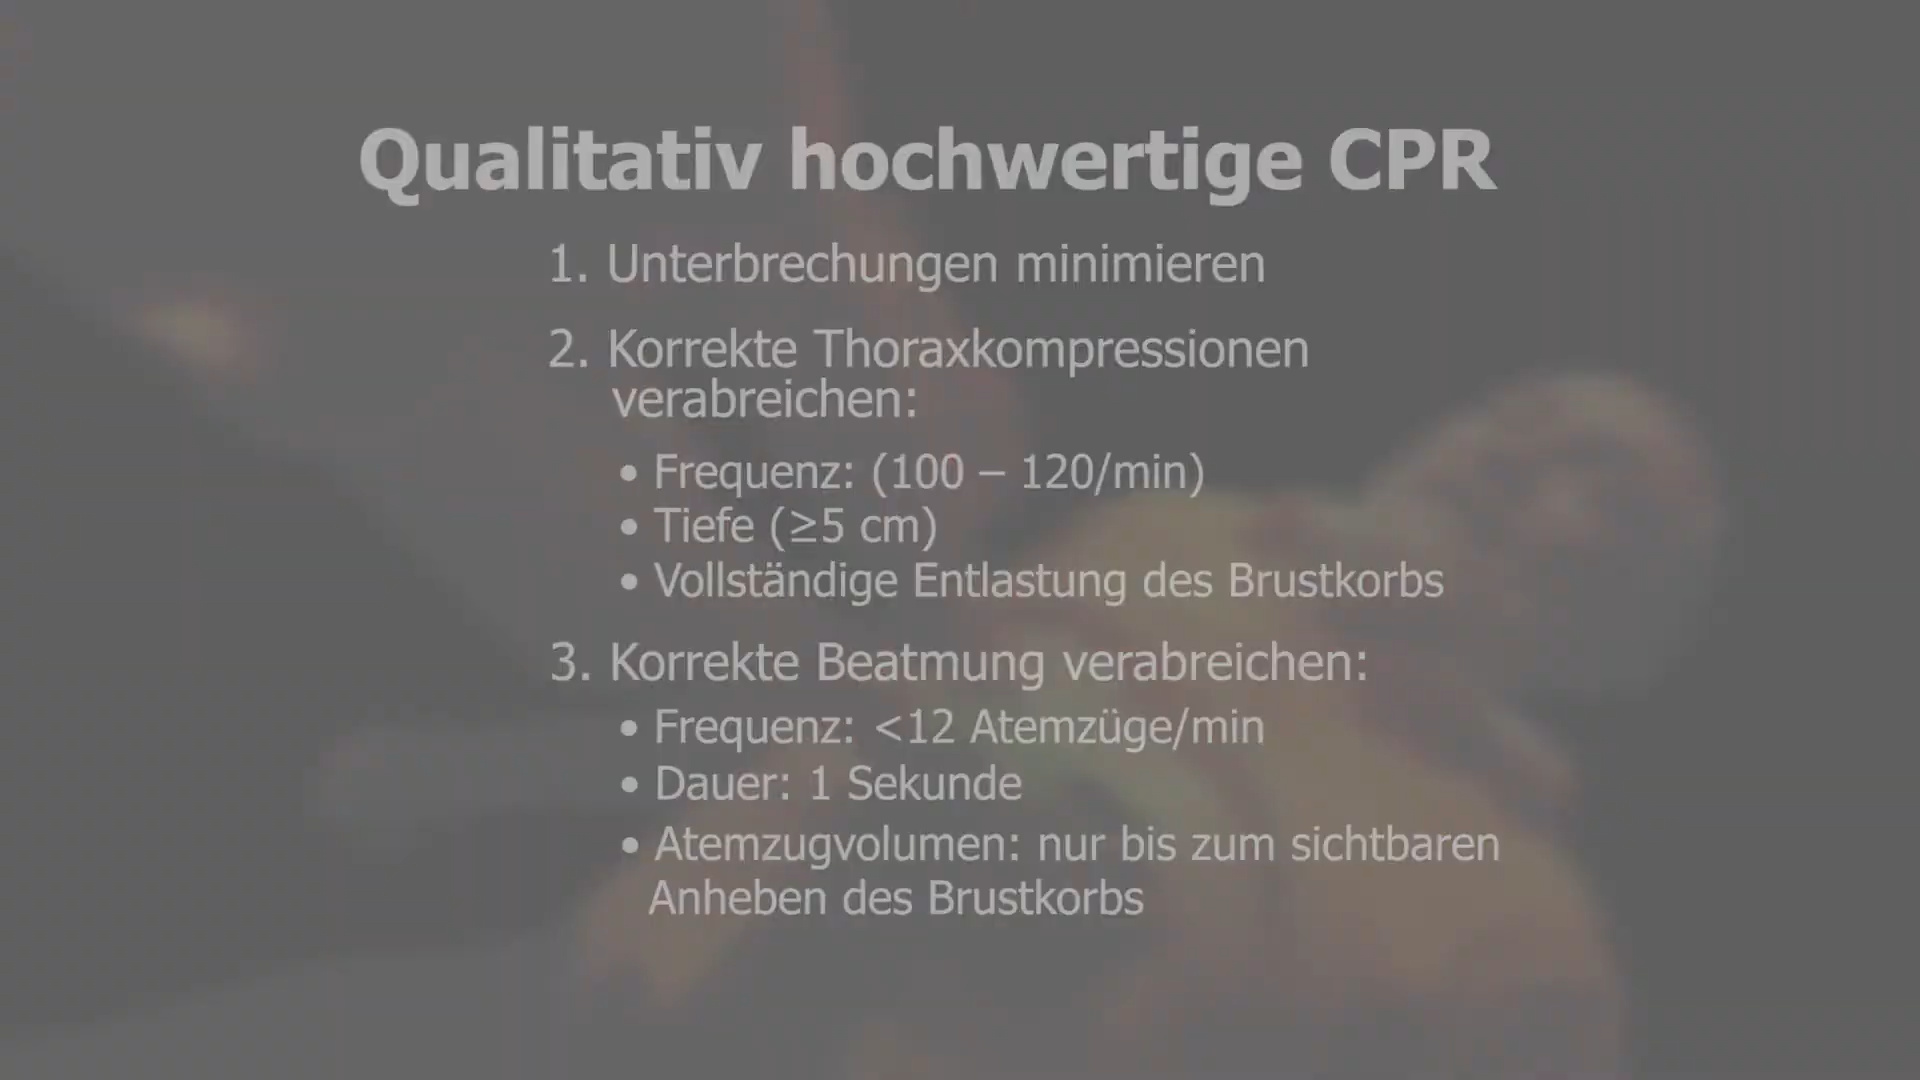 Qualitativ hochwertige CPR
1. Unterbrechungen minimieren
2. Korrekte Thoraxkompressionen
verabreichen:
• Frequenz: (100 – 120/min)
• Tiefe (≥5 cm)
• Vollständige Entlastung des Brustkorbs
3. Korrekte Beatmung verabreichen:
• Frequenz: <12 Atemzüge/min
• Dauer: 1 Sekunde
• Atemzugvolumen: nur bis zum sichtbaren
Anheben des Brustkorbs